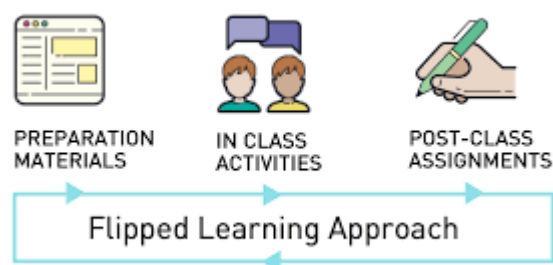 PREPARATION
MATERIALS
IN CLASS
ACTIVITIES
POST-CLASS
ASSIGNMENTS
Flipped Learning Approach